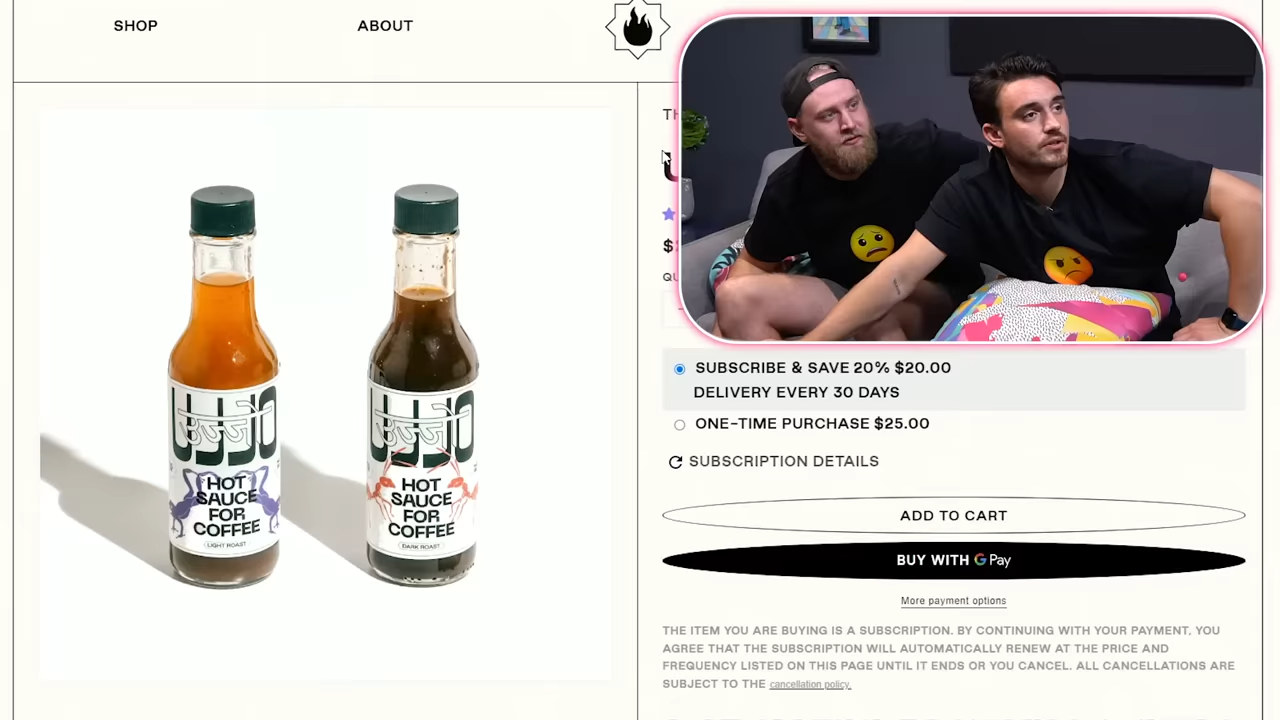 SHOP
ABOUT
TH
$
QU
SUBSCRIBE & SAVE 20% $20.00
DELIVERY EVERY 30 DAYS
ONE-TIME PURCHASE $25.00
SUBSCRIPTION DETAILS
ADD TO CART
BUY WITH G Pay
More payment options
THE ITEM YOU ARE BUYING IS A SUBSCRIPTION. BY CONTINUING WITH YOUR PAYMENT, YOU
AGREE THAT THE SUBSCRIPTION WILL AUTOMATICALLY RENEW AT THE PRICE AND
FREQUENCY LISTED ON THIS PAGE UNTIL IT ENDS OR YOU CANCEL. ALL CANCELLATIONS ARE
SUBJECT TO THE cancellation policy.
UJJO
HOT
SAUCE
FOR
COFFEE
LIGHT ROAST
UJJO
HOT
SAUCE
FOR
COFFEE
DARK ROAST